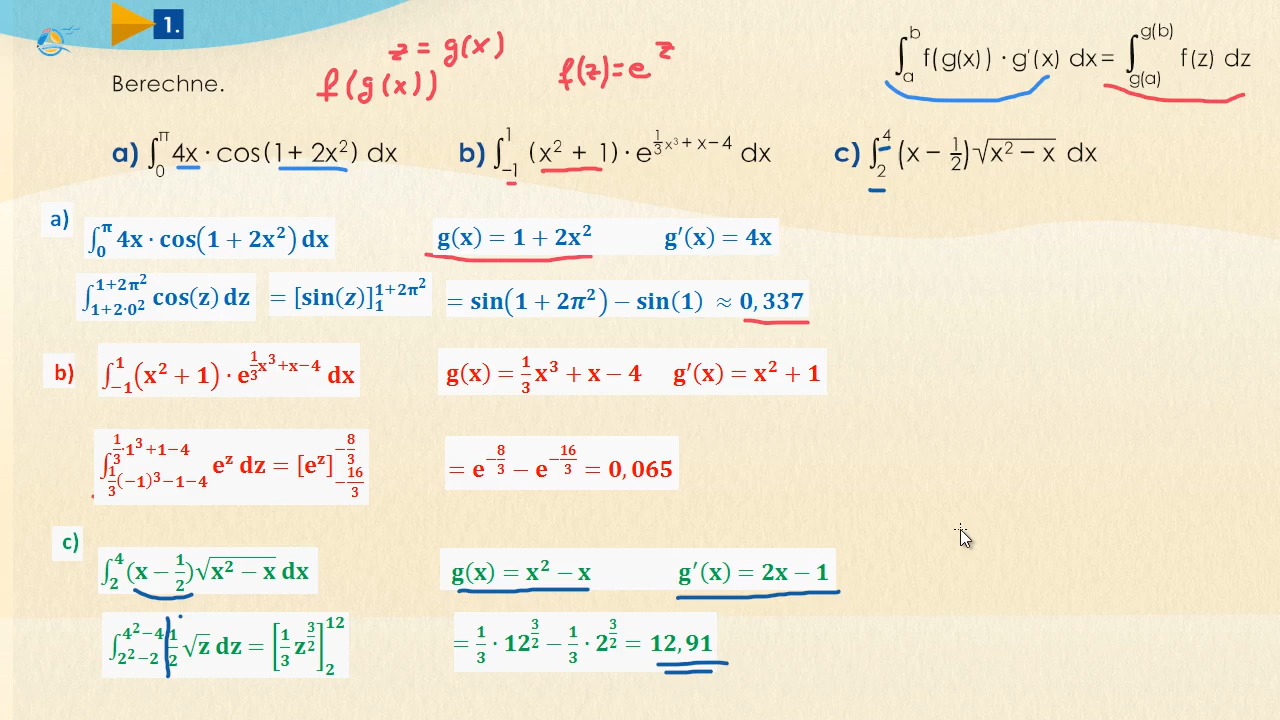 1.
z = g(x)
f(g(x))
f(z) = e^z
∫_a^b f(g(x)) · g'(x) dx = ∫_{g(a)}^{g(b)} f(z) dz
Berechne.
a) ∫_0^π 4x · cos(1 + 2x²) dx
b) ∫_{-1}^1 (x² + 1) · e^{1/3 x³ + x – 4} dx
c) ∫_2^4 (x – 1/2)√(x² – x) dx
a)
∫_0^π 4x · cos(1 + 2x²) dx
g(x) = 1 + 2x²
g′(x) = 4x
∫_{1+2·0²}^{1+2π²} cos(z) dz
= [sin(z)]_1^{1+2π²}
= sin(1 + 2π²) − sin(1) ≈ 0,337
b)
∫_{−1}^1 (x² + 1) · e^{1/3 x³+x−4} dx
g(x) = 1/3 x³ + x − 4
g′(x) = x² + 1
∫_{1/3(−1)³−1−4}^{1/3·1³+1−4} e^z dz = [e^z]_{−16/3}^{−8/3}
= e^{−8/3} − e^{−16/3} = 0,065
c)
∫_2^4 (x − 1/2)√(x² − x) dx
g(x) = x² − x
g′(x) = 2x − 1
∫_{2²−2}^{4²−4} 1/2 √z dz = [1/3 z^{3/2}]_2^{12}
= 1/3 · 12^{3/2} − 1/3 · 2^{3/2} = 12,91